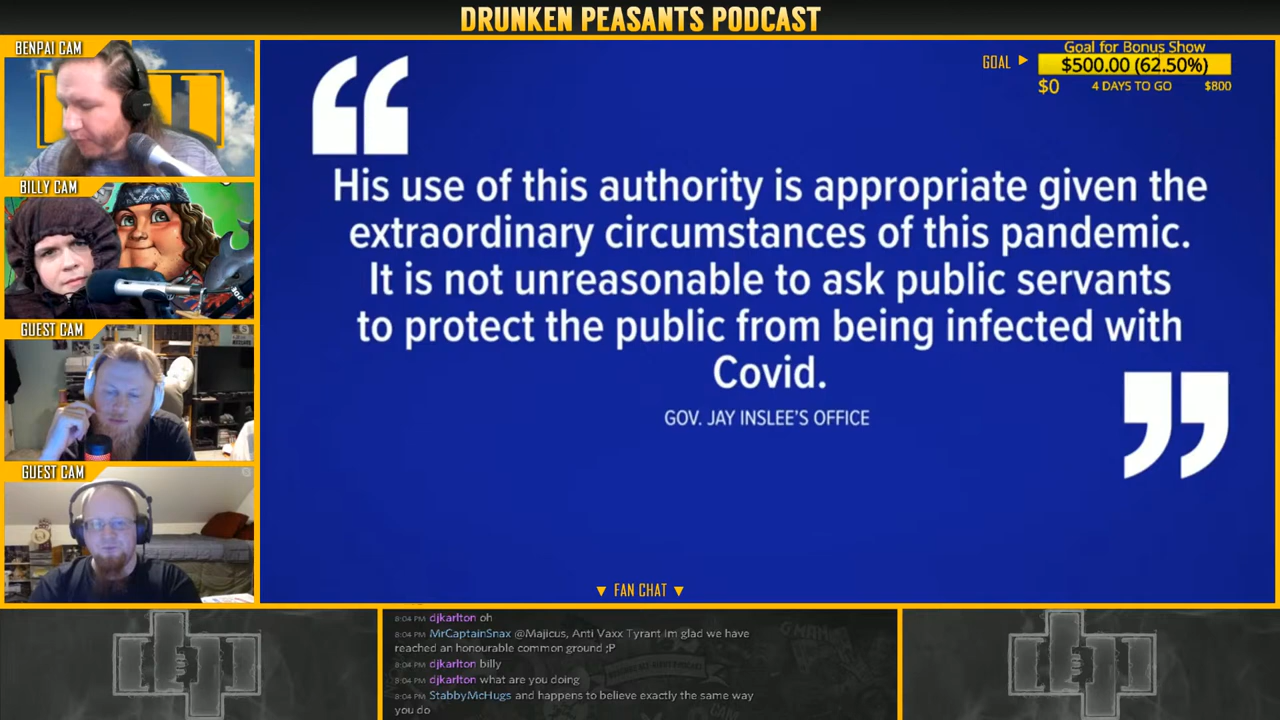 DRUNKEN PEASANTS PODCAST
BENPAI CAM
BILLY CAM
GUEST CAM
GUEST CAM
GOAL ▶
Goal for Bonus Show
$500.00 (62.50%)
$0 4 DAYS TO GO $800
“
His use of this authority is appropriate given the
extraordinary circumstances of this pandemic.
It is not unreasonable to ask public servants
to protect the public from being infected with
Covid.
”
GOV. JAY INSLEE'S OFFICE
▼ FAN CHAT ▼
8:04 PM djkarlton oh
8:04 PM MrCaptainSnax @Majicus, Anti Vaxx Tyrant Im glad we have
reached an honourable common ground ;P
8:04 PM djkarlton billy
8:04 PM djkarlton what are you doing
8:04 PM StabbyMcHugs and happens to believe exactly the same way
you do